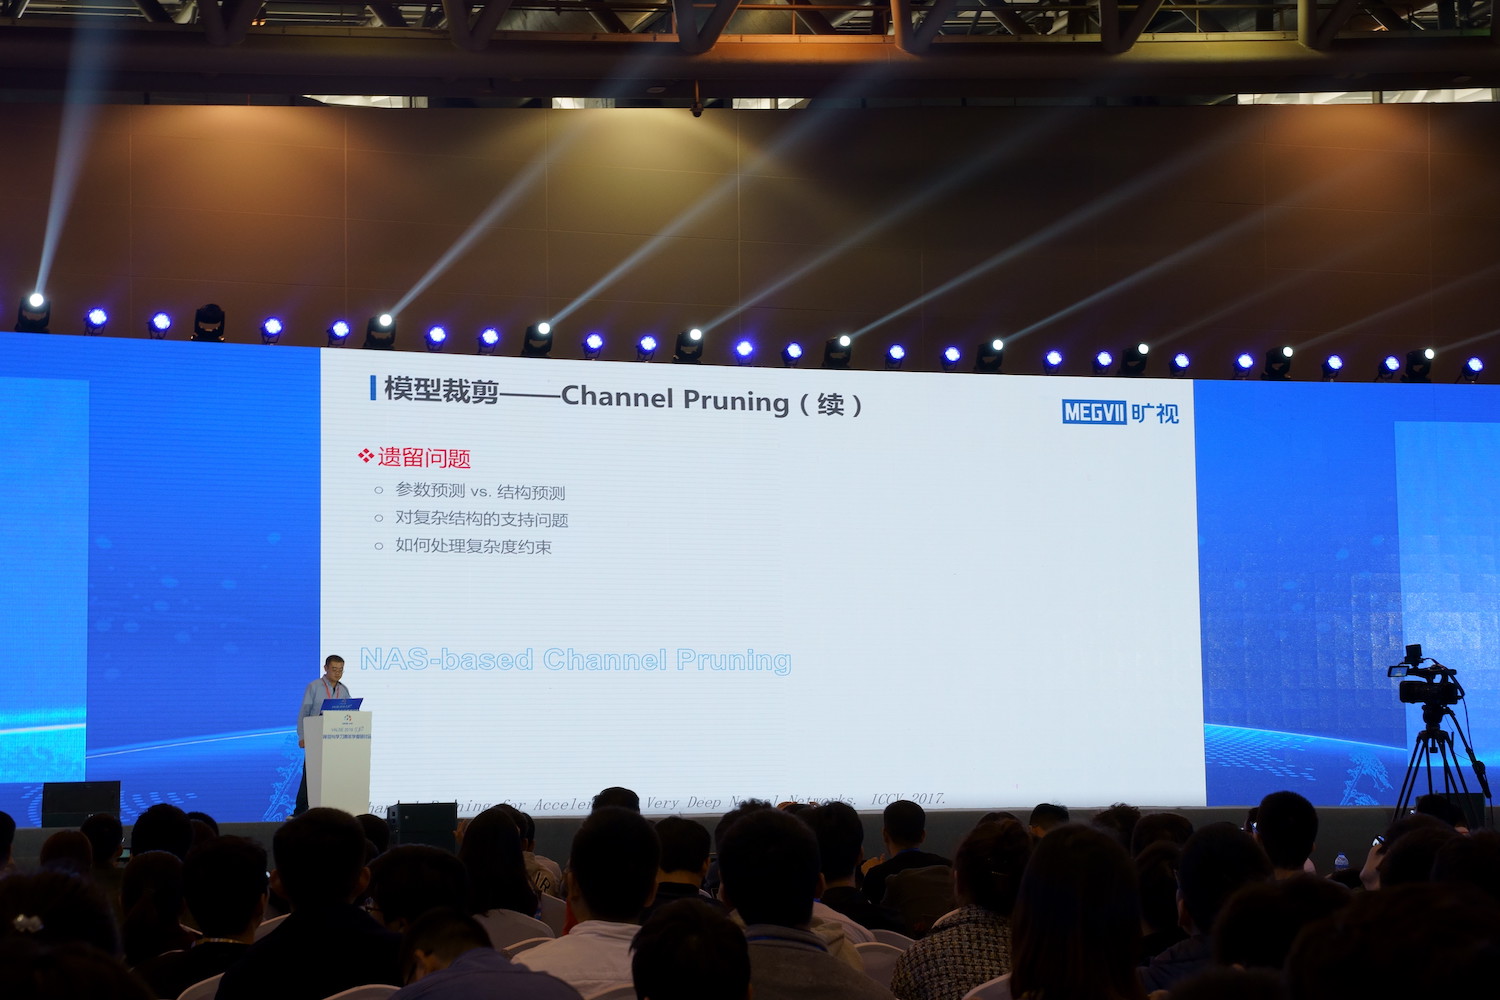 模型裁剪——Channel Pruning（续）
MEGVII 旷视
❖遗留问题
○ 参数预测 vs. 结构预测
○ 对复杂结构的支持问题
○ 如何处理复杂度约束
NAS-based Channel Pruning
for Very Deep Networks. ICCV 2017.